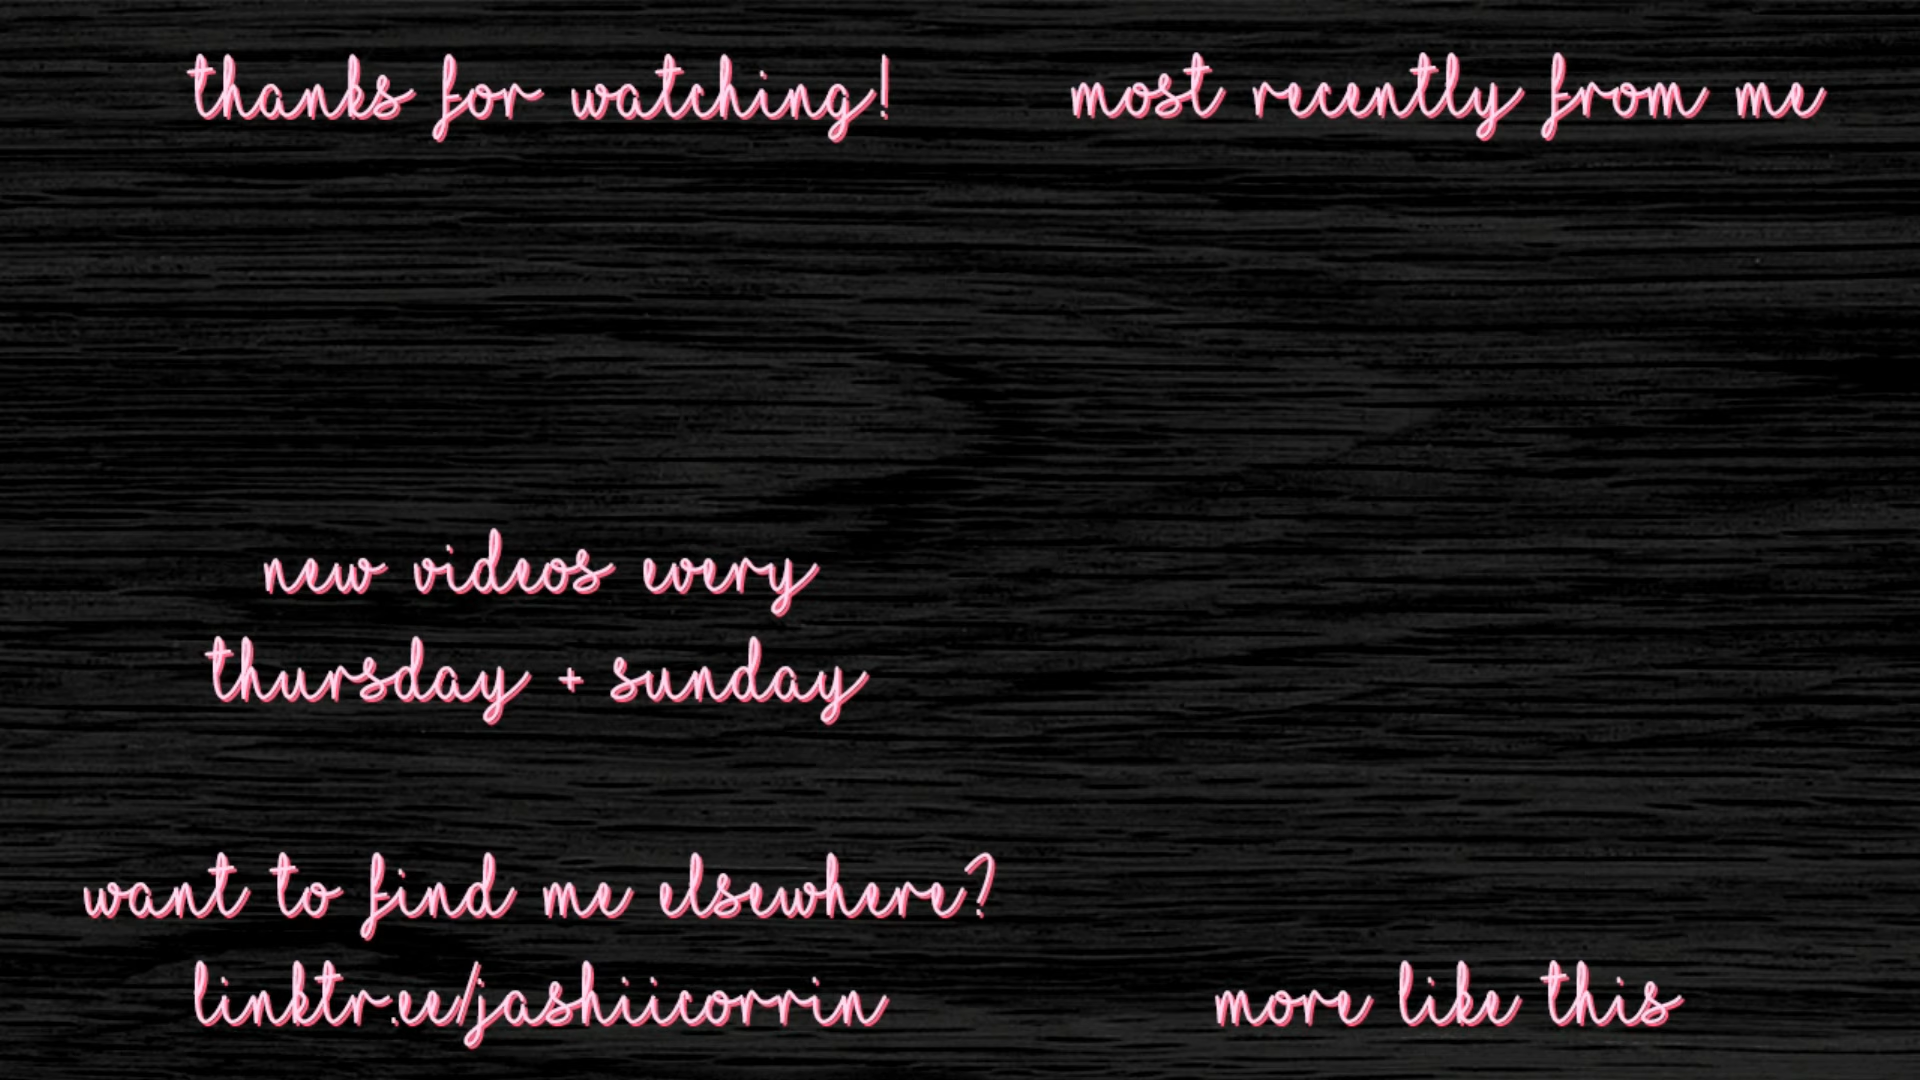 thanks for watching!
most recently from me
new videos every
thursday + sunday
want to find me elsewhere?
linktr.ee/jashiicorrin
more like this